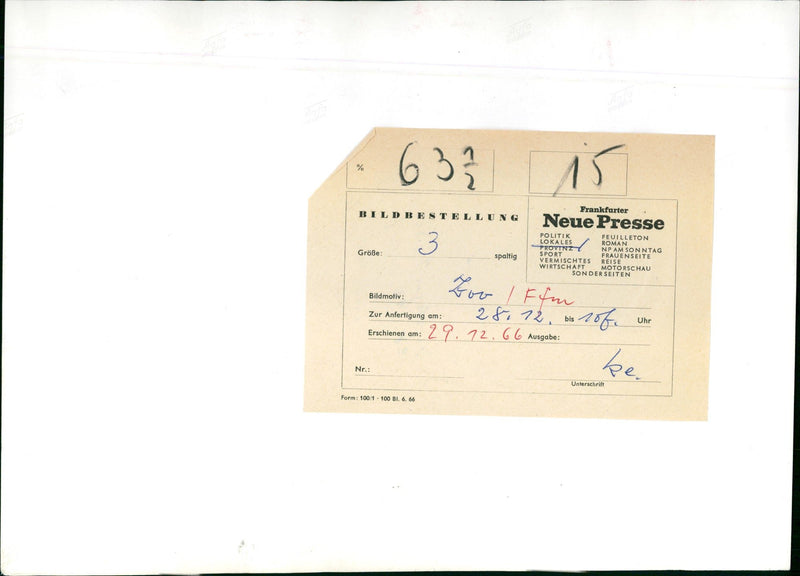 % 63 1/2 15
BILDBESTELLUNG
Frankfurter
Neue Presse
POLITIK FEUILLETON
LOKALES ROMAN
PROVINZ NP AM SONNTAG
SPORT FRAUENSEITE
VERMISCHTES REISE
WIRTSCHAFT MOTORSCHAU
SONDERSEITEN
Größe: 3 spaltig
Bildmotiv: Zoo / Ffm
Zur Anfertigung am: 28. 12. bis sof. Uhr
Erschienen am: 29. 12. 66 Ausgabe:
ke.
Nr.:
Unterschrift
Form: 100/1 - 100 Bl. 6. 66